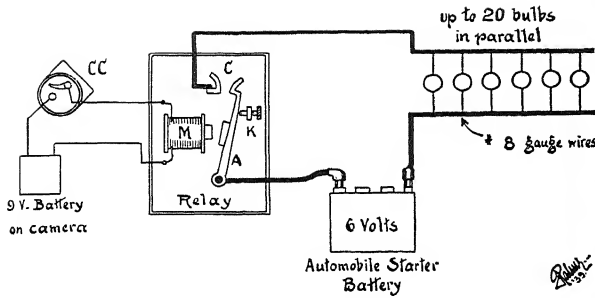 up to 20 bulbs
in parallel
CC
C
K
M
A
# 8 gauge wires
9 V. Battery
on camera
Relay
6 Volts
Automobile Starter
Battery